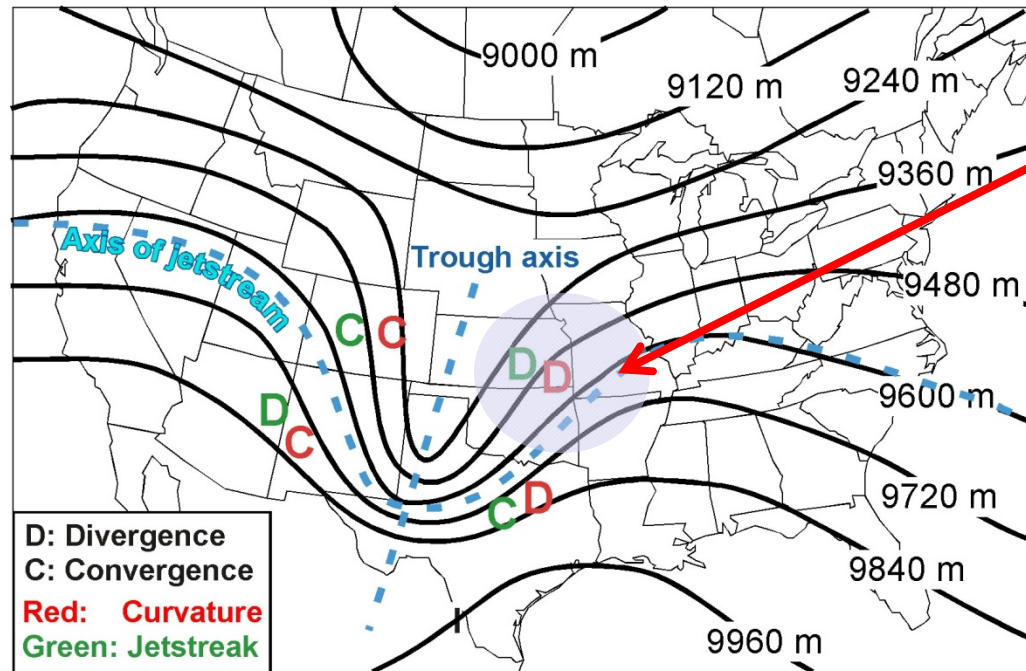 9000 m
9120 m
9240 m
9360 m
Axis of jetstream
Trough axis
9480 m
C
C
D
D
9600 m
D
C
D
C
9720 m
D: Divergence
C: Convergence
Red: Curvature
Green: Jetstreak
9840 m
9960 m